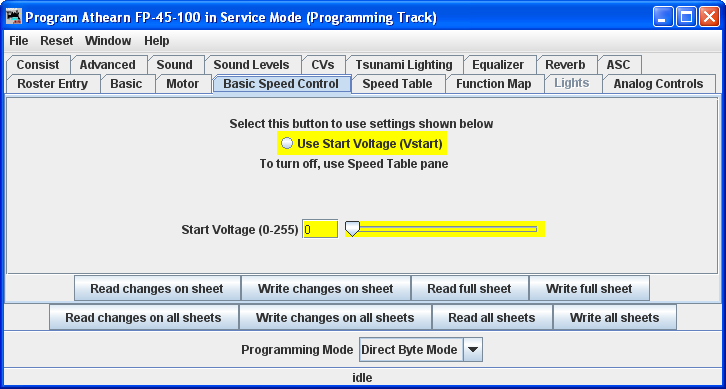 Program Athearn FP-45-100 in Service Mode (Programming Track)
File Reset Window Help
Consist Advanced Sound Sound Levels CVs Tsunami Lighting Equalizer Reverb ASC
Roster Entry Basic Motor Basic Speed Control Speed Table Function Map Lights Analog Controls
Select this button to use settings shown below
Use Start Voltage (Vstart)
To turn off, use Speed Table pane
Start Voltage (0-255) 0
Read changes on sheet Write changes on sheet Read full sheet Write full sheet
Read changes on all sheets Write changes on all sheets Read all sheets Write all sheets
Programming Mode Direct Byte Mode
idle